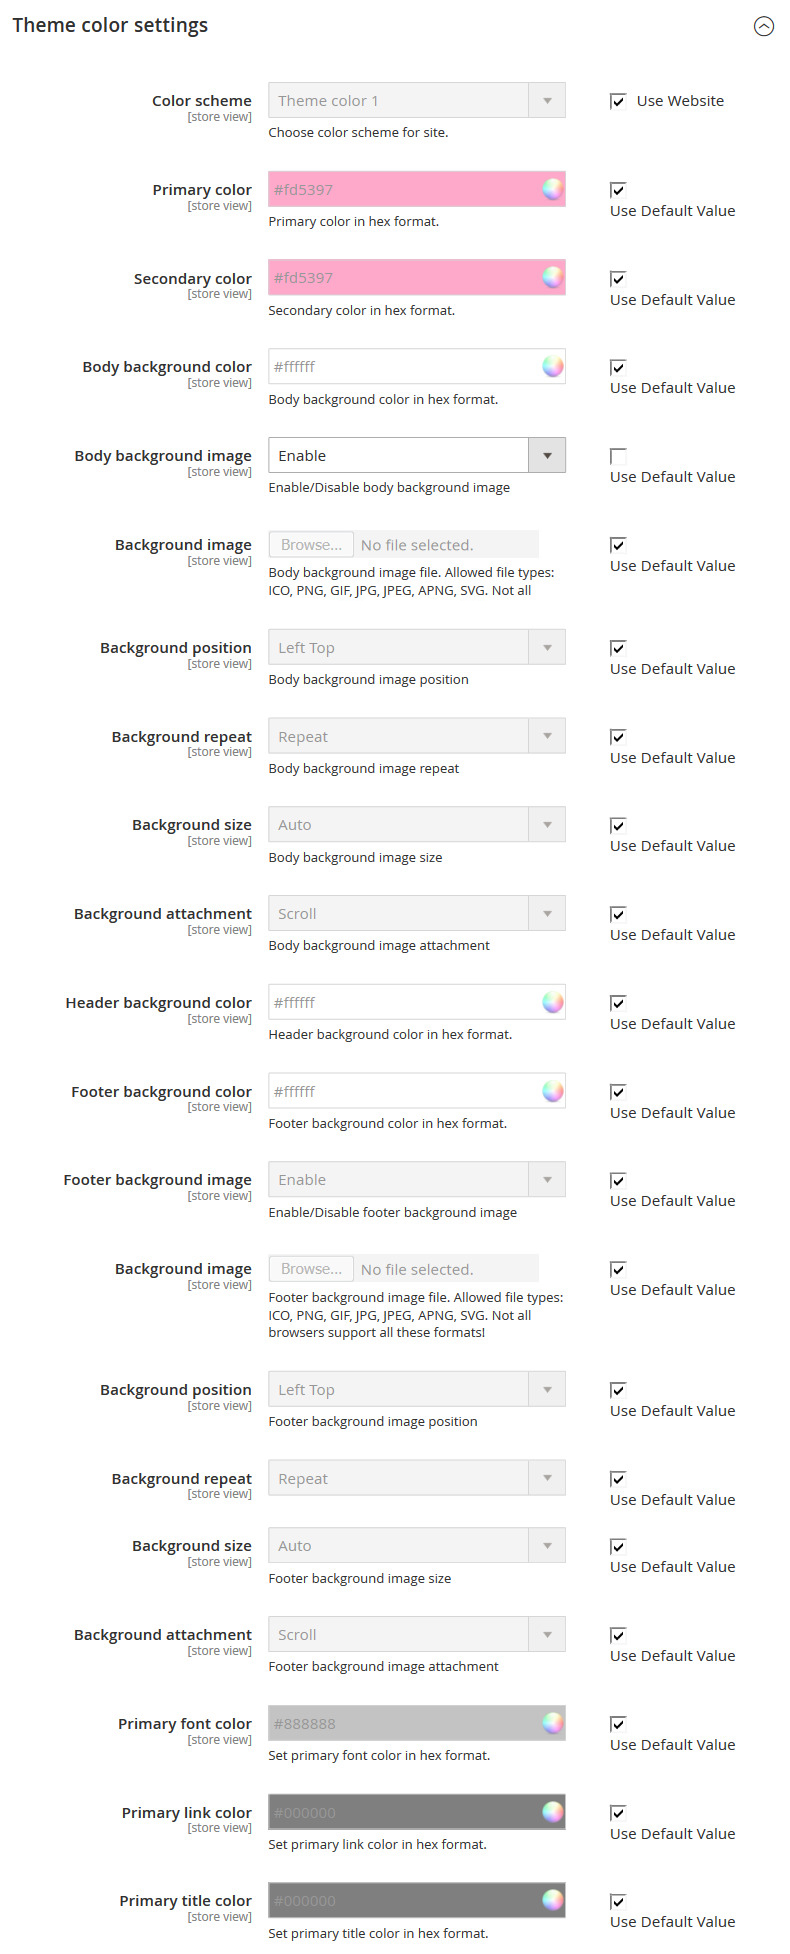 Theme color settings
Color scheme
[store view]
Theme color 1
Choose color scheme for site.
Use Website
Primary color
[store view]
#fd5397
Primary color in hex format.
Use Default Value
Secondary color
[store view]
#fd5397
Secondary color in hex format.
Use Default Value
Body background color
[store view]
#ffffff
Body background color in hex format.
Use Default Value
Body background image
[store view]
Enable
Enable/Disable body background image
Use Default Value
Background image
[store view]
Browse... No file selected.
Body background image file. Allowed file types:
ICO, PNG, GIF, JPG, JPEG, APNG, SVG. Not all
Use Default Value
Background position
[store view]
Left Top
Body background image position
Use Default Value
Background repeat
[store view]
Repeat
Body background image repeat
Use Default Value
Background size
[store view]
Auto
Body background image size
Use Default Value
Background attachment
[store view]
Scroll
Body background image attachment
Use Default Value
Header background color
[store view]
#ffffff
Header background color in hex format.
Use Default Value
Footer background color
[store view]
#ffffff
Footer background color in hex format.
Use Default Value
Footer background image
[store view]
Enable
Enable/Disable footer background image
Use Default Value
Background image
[store view]
Browse... No file selected.
Footer background image file. Allowed file types:
ICO, PNG, GIF, JPG, JPEG, APNG, SVG. Not all
browsers support all these formats!
Use Default Value
Background position
[store view]
Left Top
Footer background image position
Use Default Value
Background repeat
[store view]
Repeat
Use Default Value
Background size
[store view]
Auto
Footer background image size
Use Default Value
Background attachment
[store view]
Scroll
Footer background image attachment
Use Default Value
Primary font color
[store view]
#888888
Set primary font color in hex format.
Use Default Value
Primary link color
[store view]
#000000
Set primary link color in hex format.
Use Default Value
Primary title color
[store view]
#000000
Set primary title color in hex format.
Use Default Value